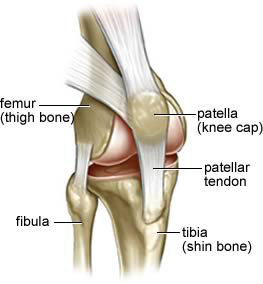 femur
(thigh bone)
patella
(knee cap)
patellar
tendon
fibula
tibia
(shin bone)